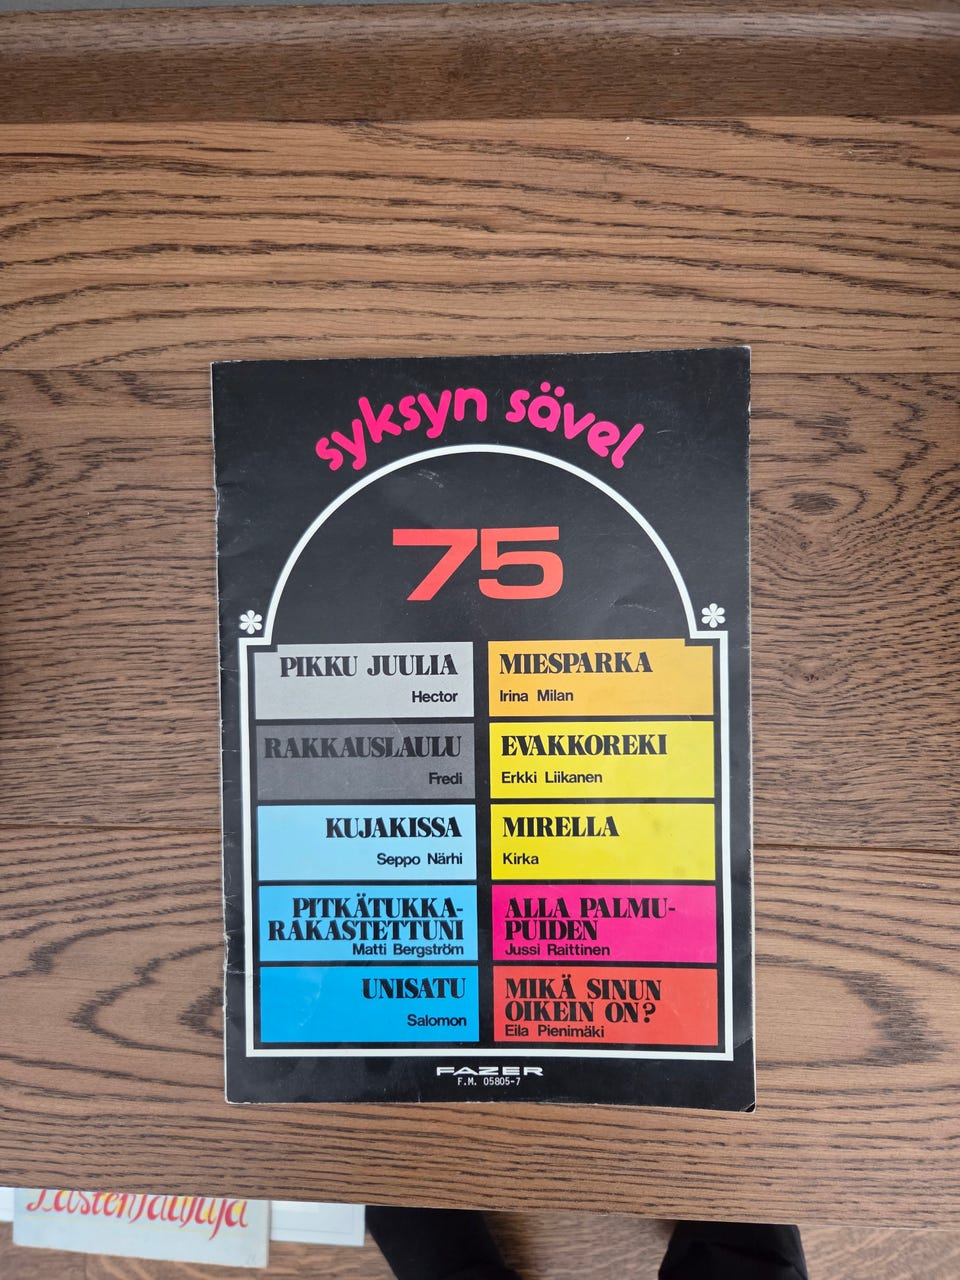 syksyn sävel
75
PIKKU JUULIA
Hector
RAKKAUSLAULU
Fredi
KUJAKISSA
Seppo Närhi
PITKÄTUKKA-
RAKASTETTUNI
Matti Bergström
UNISATU
Salomon
MIESPARKA
Irina Milan
EVAKKOREKI
Erkki Liikanen
MIRELLA
Kirka
ALLA PALMU-
PUIDEN
Jussi Raittinen
MIKÄ SINUN
OIKEIN ON?
Eila Pienimäki
FAZER
F.M. 05805-7
Lastenlauluja